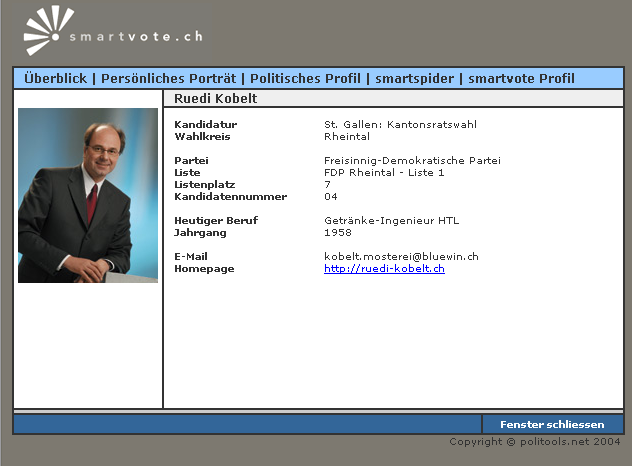 smartvote.ch
Überblick | Persönliches Porträt | Politisches Profil | smartspider | smartvote Profil
Ruedi Kobelt
Kandidatur St. Gallen: Kantonsratswahl
Wahlkreis Rheintal
Partei Freisinnig-Demokratische Partei
Liste FDP Rheintal - Liste 1
Listenplatz 7
Kandidatennummer 04
Heutiger Beruf Getränke-Ingenieur HTL
Jahrgang 1958
E-Mail kobelt.mosterei@bluewin.ch
Homepage http://ruedi-kobelt.ch
Fenster schliessen
Copyright © politools.net 2004